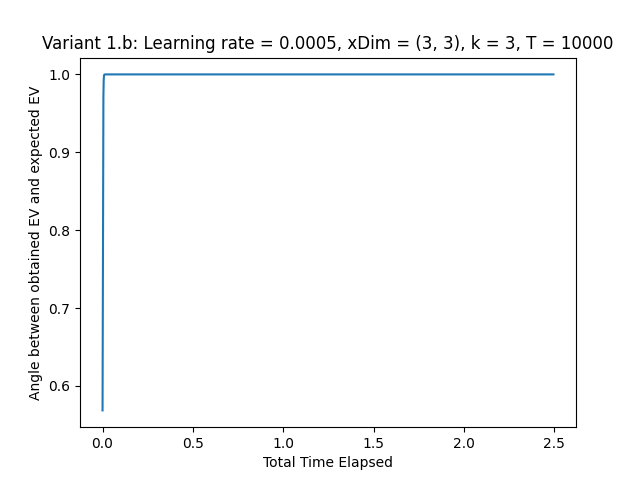 Variant 1.b: Learning rate = 0.0005, xDim = (3, 3), k = 3, T = 10000
Angle between obtained EV and expected EV
1.0
0.9
0.8
0.7
0.6
0.0 0.5 1.0 1.5 2.0 2.5
Total Time Elapsed